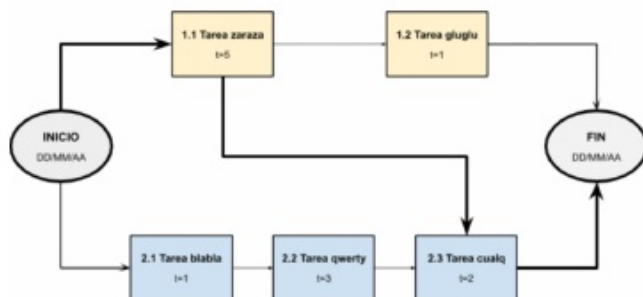 1.1 Tarea zaraza
t=5
1.2 Tarea gluglu
t=1
INICIO
DD/MM/AA
FIN
DD/MM/AA
2.1 Tarea blabla
t=1
2.2 Tarea qwerty
t=3
2.3 Tarea cualq
t=2